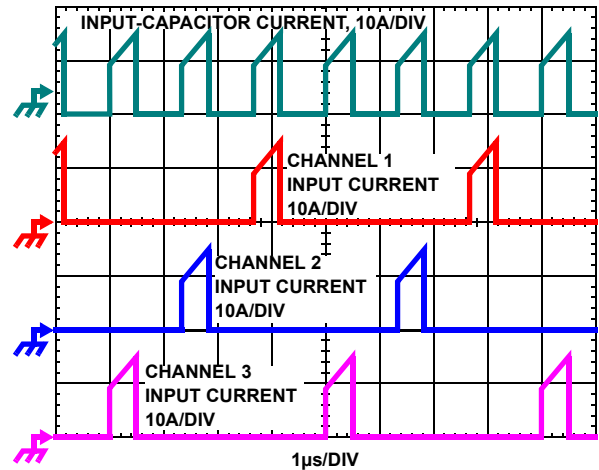 INPUT-CAPACITOR CURRENT, 10A/DIV
CHANNEL 1
INPUT CURRENT
10A/DIV
CHANNEL 2
INPUT CURRENT
10A/DIV
CHANNEL 3
INPUT CURRENT
10A/DIV
1µs/DIV